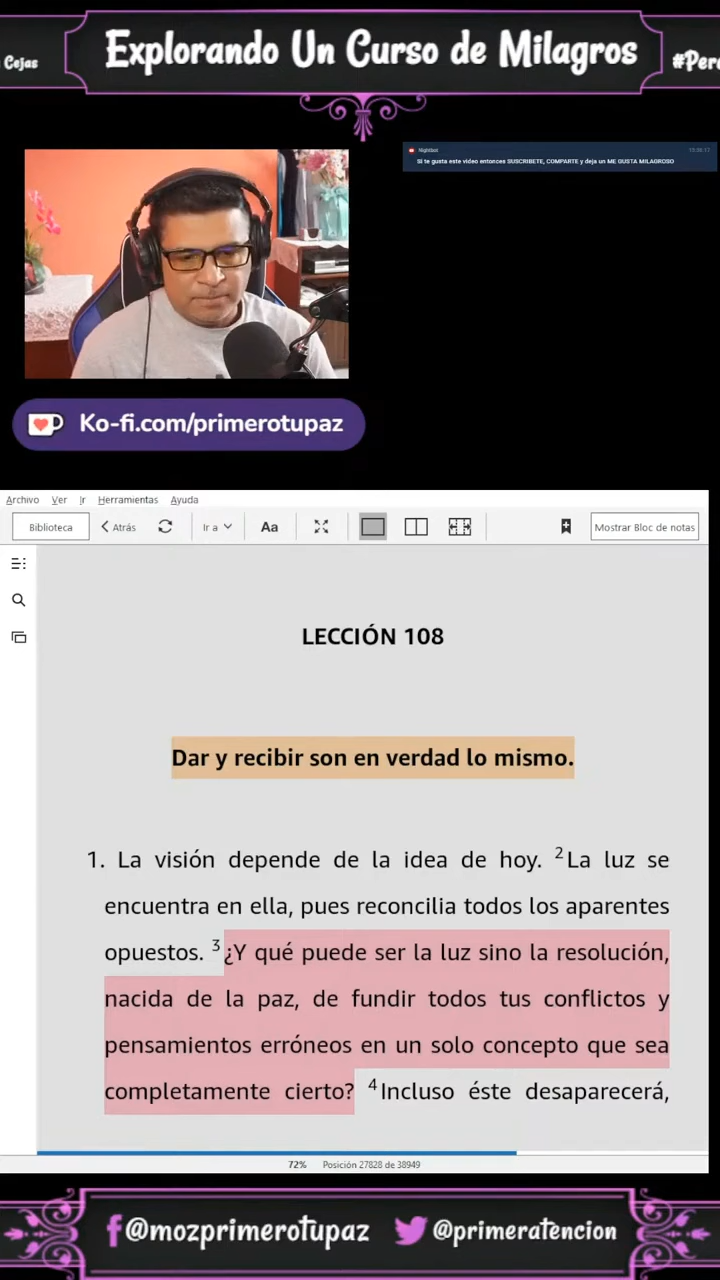 Cejas
Explorando Un Curso de Milagros
Nightbot
Si te gusta este video entonces SUSCRIBETE, COMPARTE y deja un ME GUSTA MILAGROSO
Ko-fi.com/primerotupaz
Archivo Ver Ir Herramientas Ayuda
Biblioteca Atrás Ir a Aa Mostrar Bloc de notas
LECCIÓN 108
Dar y recibir son en verdad lo mismo.
1. La visión depende de la idea de hoy. ²La luz se
encuentra en ella, pues reconcilia todos los aparentes
opuestos. ³¿Y qué puede ser la luz sino la resolución,
nacida de la paz, de fundir todos tus conflictos y
pensamientos erróneos en un solo concepto que sea
completamente cierto? ⁴Incluso éste desaparecerá,
72% Posición 27828 de 38949
@mozprimerotupaz @primeratencion